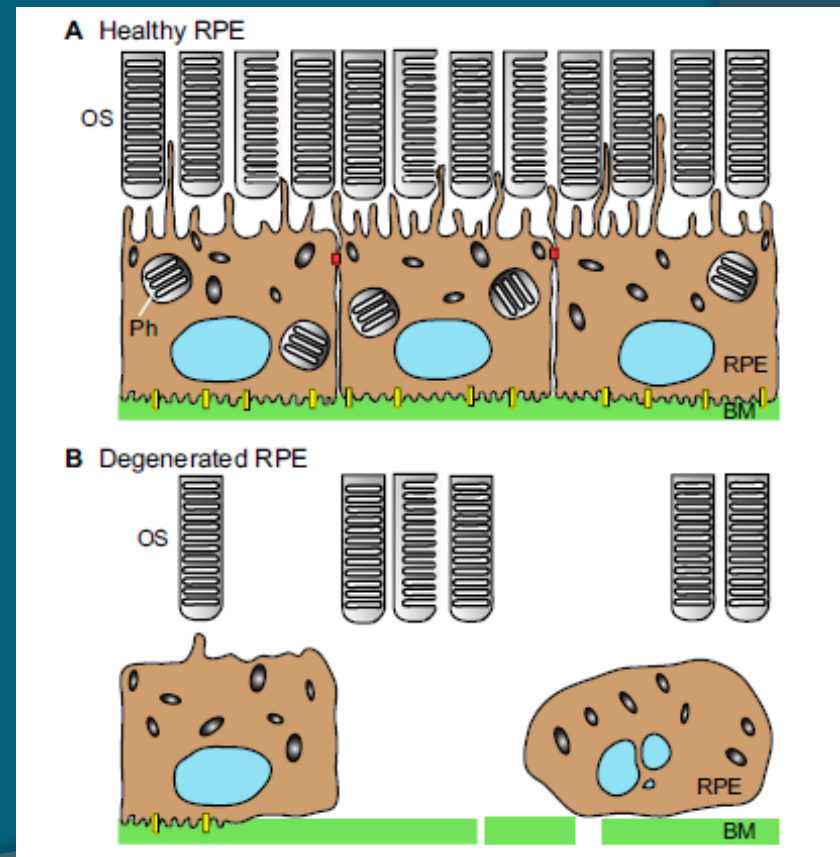 A Healthy RPE
OS
Ph
RPE
BM
B Degenerated RPE
OS
RPE
BM